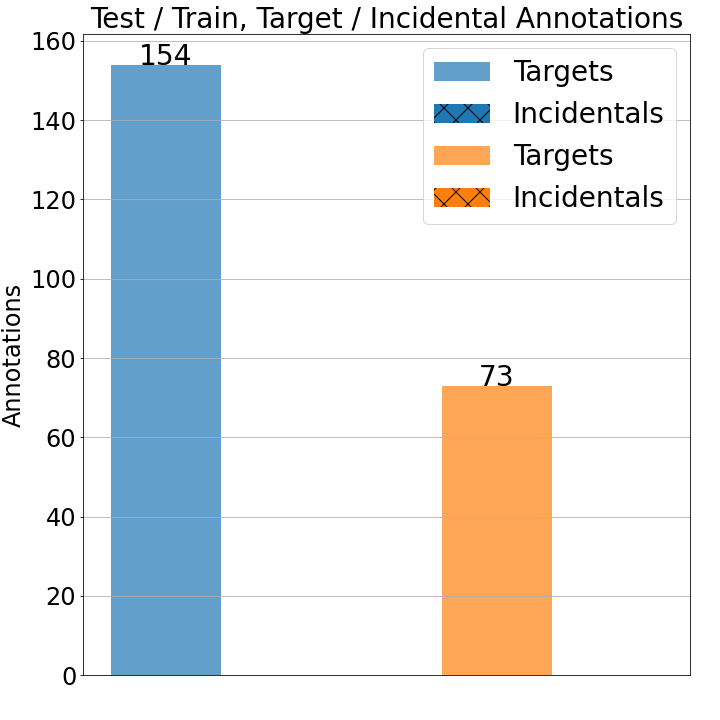 Test / Train, Target / Incidental Annotations
160
140
120
100
80
60
40
20
0
Annotations
154
73
Targets
Incidentals
Targets
Incidentals